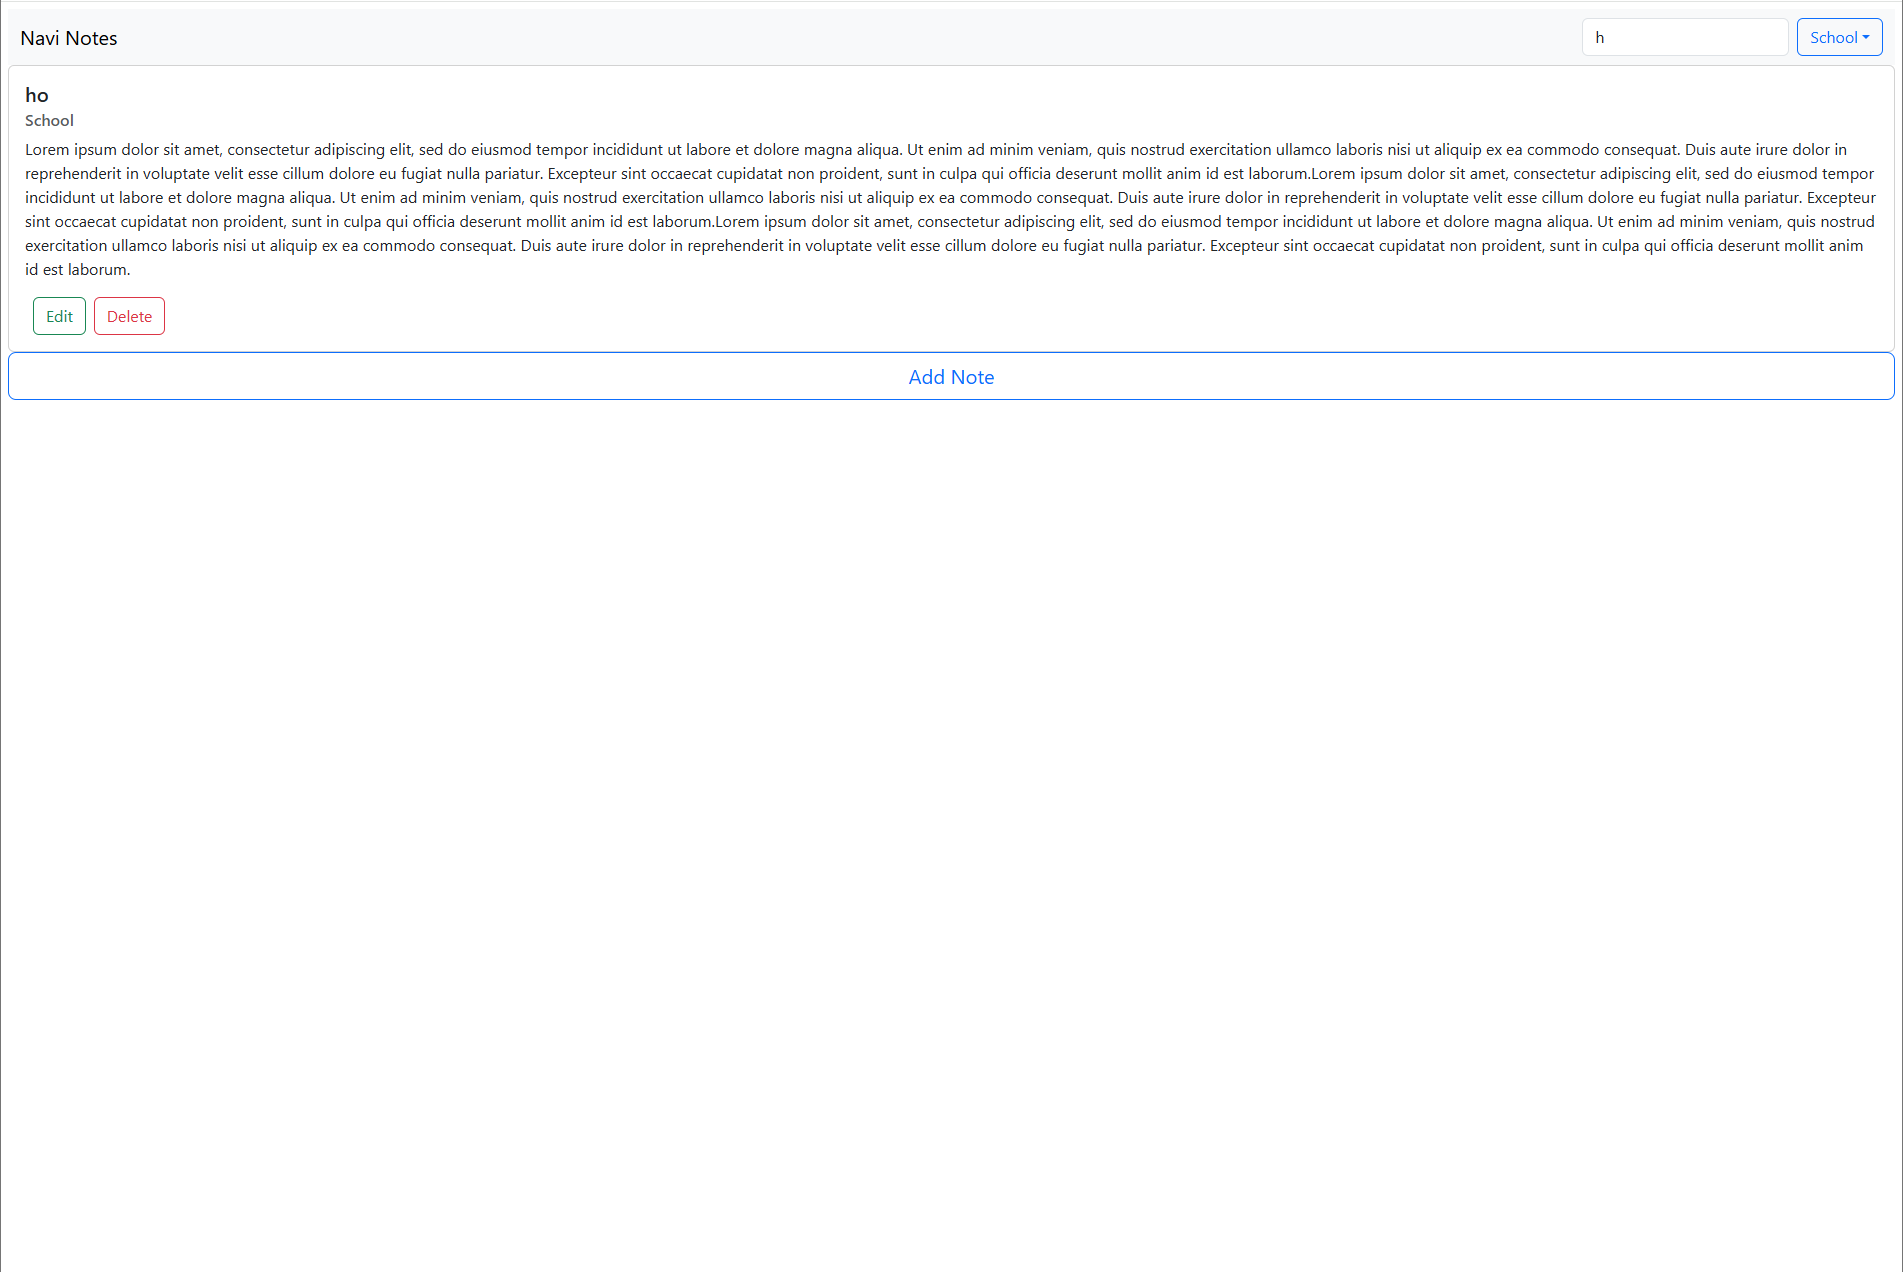 Navi Notes
h
School
ho
School
Lorem ipsum dolor sit amet, consectetur adipiscing elit, sed do eiusmod tempor incididunt ut labore et dolore magna aliqua. Ut enim ad minim veniam, quis nostrud exercitation ullamco laboris nisi ut aliquip ex ea commodo consequat. Duis aute irure dolor in
reprehenderit in voluptate velit esse cillum dolore eu fugiat nulla pariatur. Excepteur sint occaecat cupidatat non proident, sunt in culpa qui officia deserunt mollit anim id est laborum.Lorem ipsum dolor sit amet, consectetur adipiscing elit, sed do eiusmod tempor
incididunt ut labore et dolore magna aliqua. Ut enim ad minim veniam, quis nostrud exercitation ullamco laboris nisi ut aliquip ex ea commodo consequat. Duis aute irure dolor in reprehenderit in voluptate velit esse cillum dolore eu fugiat nulla pariatur. Excepteur
sint occaecat cupidatat non proident, sunt in culpa qui officia deserunt mollit anim id est laborum.Lorem ipsum dolor sit amet, consectetur adipiscing elit, sed do eiusmod tempor incididunt ut labore et dolore magna aliqua. Ut enim ad minim veniam, quis nostrud
exercitation ullamco laboris nisi ut aliquip ex ea commodo consequat. Duis aute irure dolor in reprehenderit in voluptate velit esse cillum dolore eu fugiat nulla pariatur. Excepteur sint occaecat cupidatat non proident, sunt in culpa qui officia deserunt mollit anim
id est laborum.
Edit
Delete
Add Note